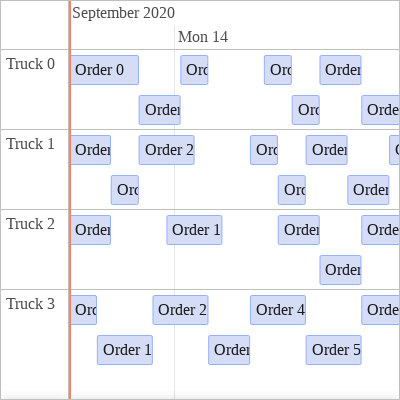 September 2020
Mon 14
Truck 0
Order 0 Orc Orc Order
Order Orc Orde
Truck 1
Order Order 2 Orc Order
Orc Orc Order
Truck 2
Order Order 1 Order Orde
Order
Truck 3
Orc Order 2 Order 4 Orde
Order 1 Order Order 5